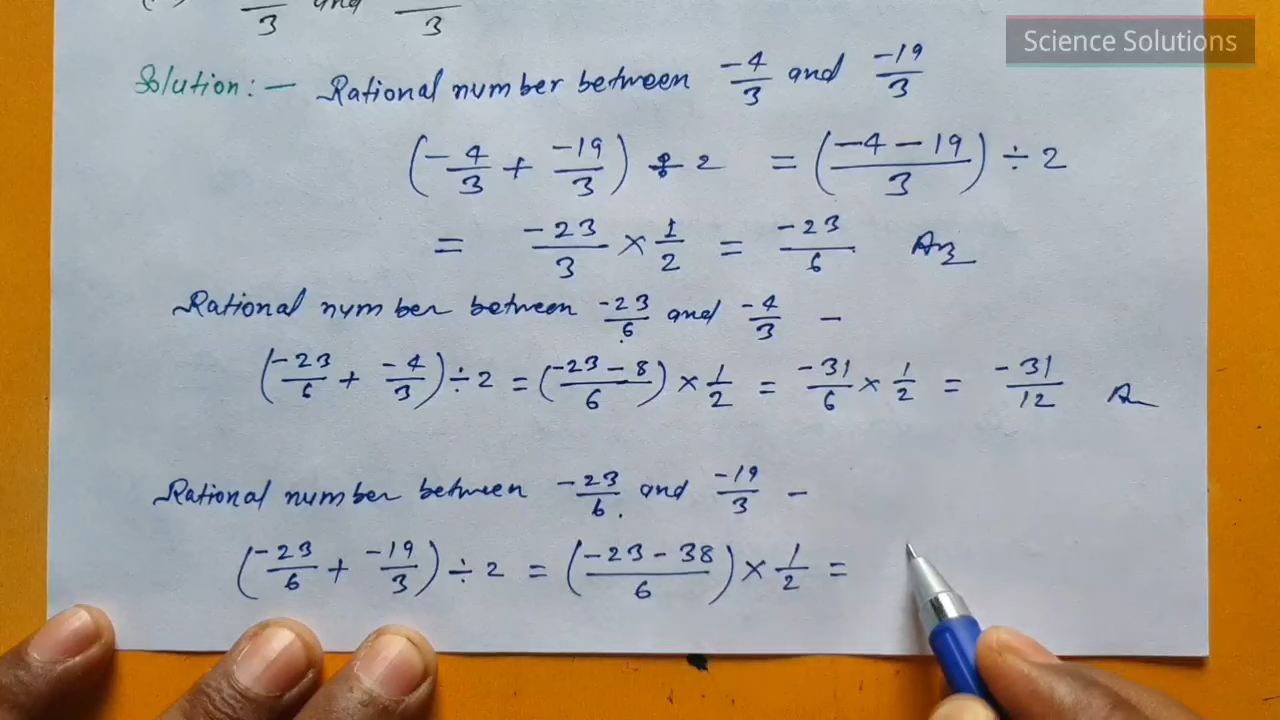 and
3 3
Science Solutions
Solution:- Rational number between -4/3 and -19/3
(-4/3 + -19/3) ÷ 2 = (-4-19/3) ÷ 2
= -23/3 × 1/2 = -23/6 Ans
Rational number between -23/6 and -4/3 -
(-23/6 + -4/3) ÷ 2 = (-23-8/6) × 1/2 = -31/6 × 1/2 = -31/12 An
Rational number between -23/6 and -19/3 -
(-23/6 + -19/3) ÷ 2 = (-23-38/6) × 1/2 =